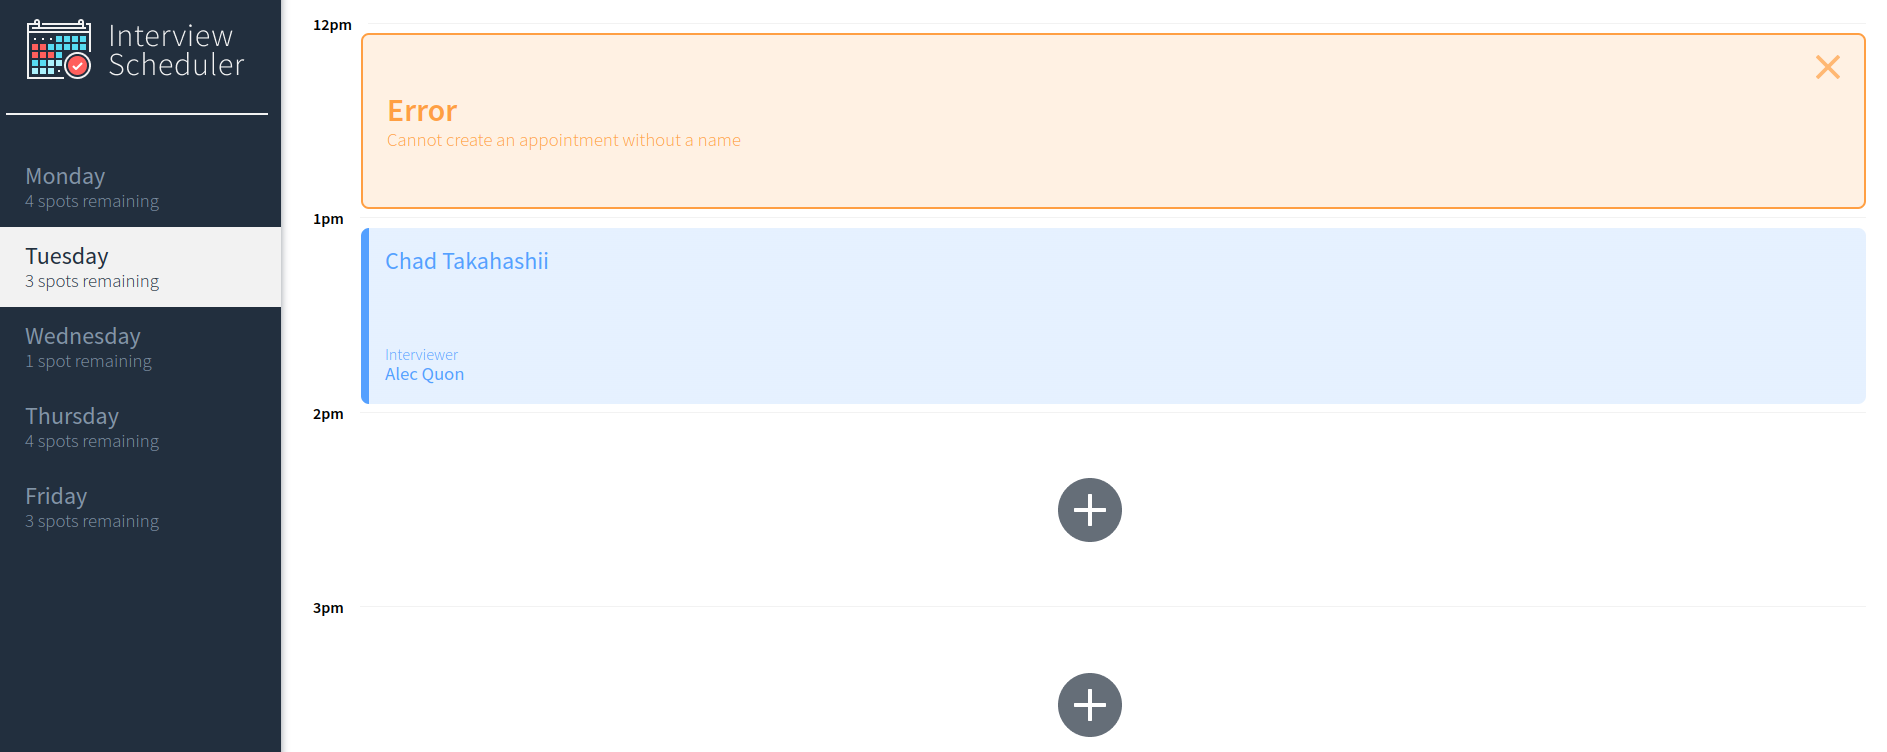 Interview
Scheduler
Monday
4 spots remaining
Tuesday
3 spots remaining
Wednesday
1 spot remaining
Thursday
4 spots remaining
Friday
3 spots remaining
12pm
Error
Cannot create an appointment without a name
1pm
Chad Takahashii
Interviewer
Alec Quon
2pm
3pm